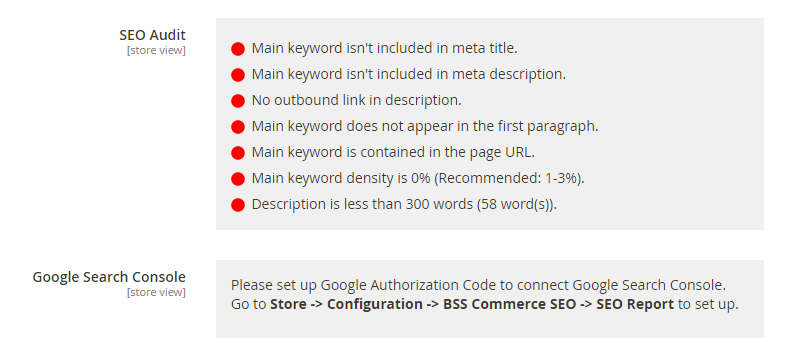 SEO Audit
[store view]
Main keyword isn't included in meta title.
Main keyword isn't included in meta description.
No outbound link in description.
Main keyword does not appear in the first paragraph.
Main keyword is contained in the page URL.
Main keyword density is 0% (Recommended: 1-3%).
Description is less than 300 words (58 word(s)).
Google Search Console
[store view]
Please set up Google Authorization Code to connect Google Search Console.
Go to Store -> Configuration -> BSS Commerce SEO -> SEO Report to set up.